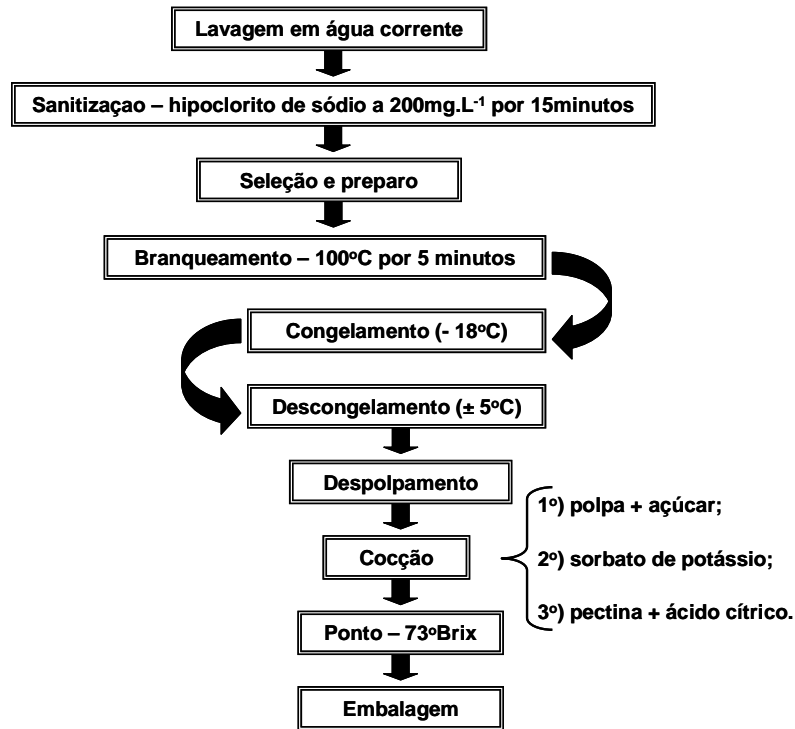 Lavagem em água corrente
Sanitizaçao – hipoclorito de sódio a 200mg.L⁻¹ por 15minutos
Seleção e preparo
Branqueamento – 100ºC por 5 minutos
Congelamento (- 18ºC)
Descongelamento (± 5ºC)
Despolpamento
Cocção
1º) polpa + açúcar;
2º) sorbato de potássio;
3º) pectina + ácido cítrico.
Ponto – 73ºBrix
Embalagem